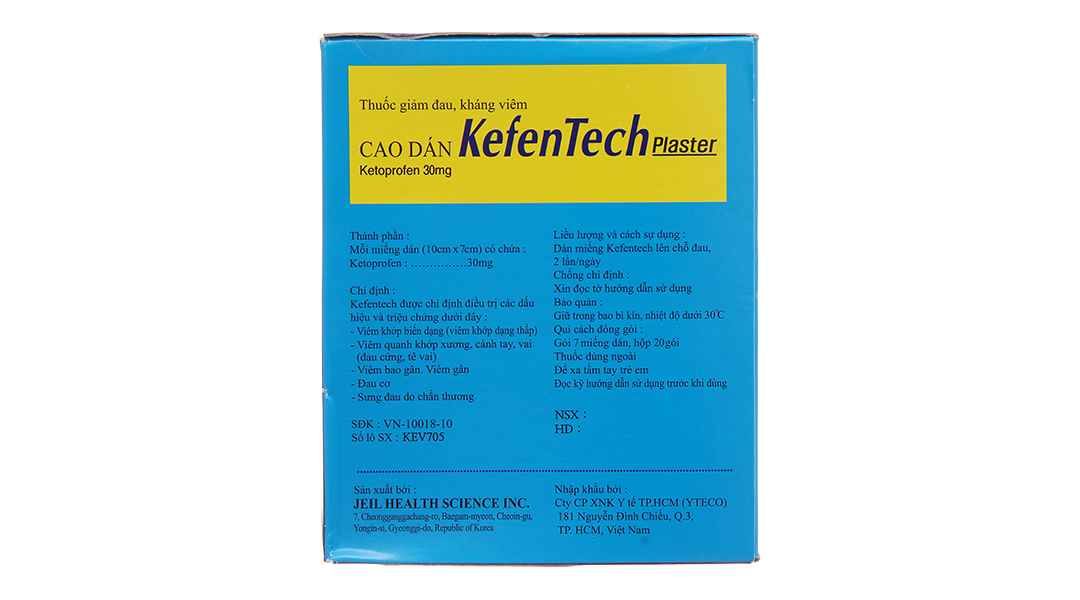 Thuốc giảm đau, kháng viêm
CAO DÁN KefenTech Plaster
Ketoprofen 30mg
Thành phần :
Mỗi miếng dán (10cm x7cm) có chứa :
Ketoprofen : ...............30mg
Chỉ định :
Kefentech được chỉ định điều trị các dấu
hiệu và triệu chứng dưới đây :
- Viêm khớp biến dạng (viêm khớp dạng thấp)
- Viêm quanh khớp xương, cánh tay, vai
(đau cứng, tê vai)
- Viêm bao gân. Viêm gân
- Đau cơ
- Sưng đau do chấn thương
SĐK : VN-10018-10
Số lô SX : KEV705
Liều lượng và cách sự dụng :
Dán miếng Kefentech lên chỗ đau,
2 lần/ngày
Chống chỉ định :
Xin đọc tờ hướng dẫn sử dụng
Bảo quản :
Giữ trong bao bì kín, nhiệt độ dưới 30℃
Qui cách đóng gói :
Gói 7 miếng dán, hộp 20 gói
Thuốc dùng ngoài
Để xa tầm tay trẻ em
Đọc kỹ hướng dẫn sử dụng trước khi dùng
NSX :
HD :
Sản xuất bởi :
JEIL HEALTH SCIENCE INC.
7, Cheongganggachang-ro, Baegam-myeon, Cheoin-gu,
Yongin-si, Gyeonggi-do, Republic of Korea
Nhập khẩu bởi :
Cty CP XNK Y tế TP.HCM (YTECO)
181 Nguyễn Đình Chiểu, Q.3,
TP. HCM, Việt Nam